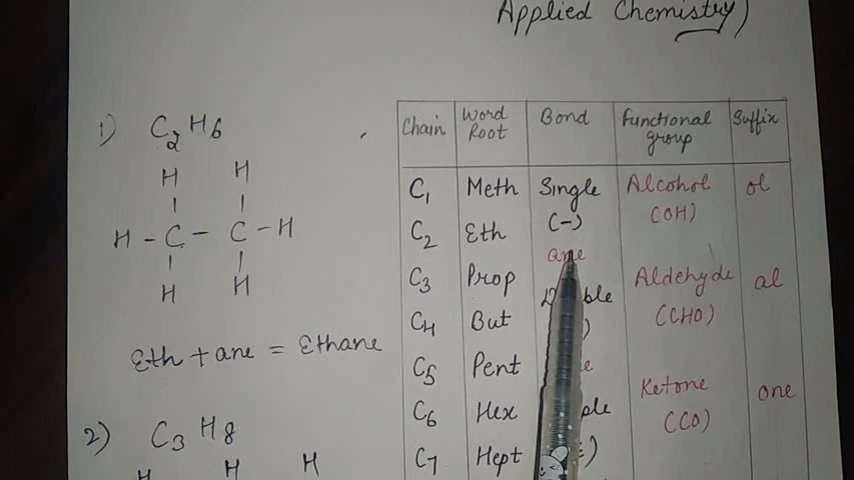 Applied Chemistry)
1) C2H6
H H
H - C - C - H
H H
Eth + ane = Ethane
2) C3H8
H H H
Chain Word Root Bond Functional group Suffix
C1 Meth Single Alcohol ol
(-) (OH)
C2 Eth
ane
C3 Prop Aldehyde al
C4 But (CHO)
C5 Pent
Ketone one
C6 Hex (CO)
C7 Hept